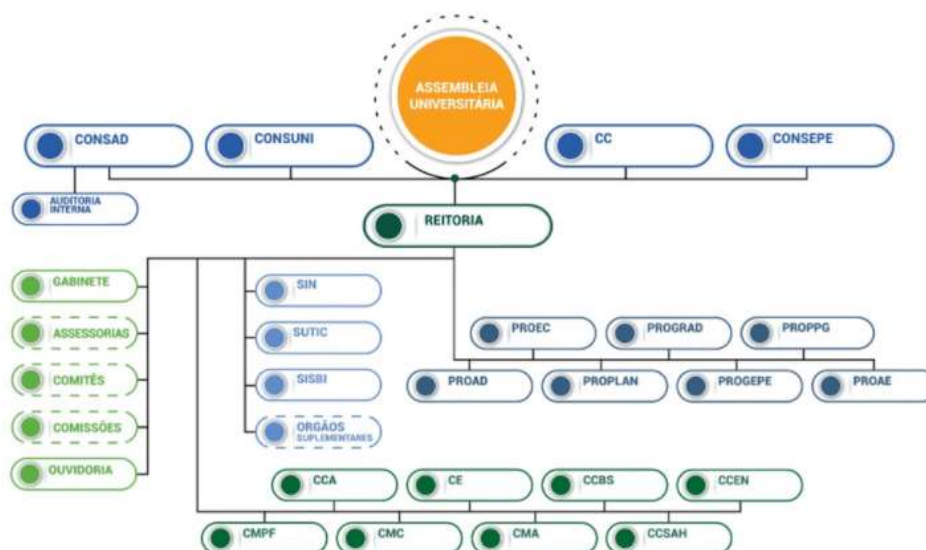 ASSEMBLEIA
UNIVERSITÁRIA
CONSAD
CONSUNI
CC
CONSEPE
AUDITORIA
INTERNA
REITORIA
GABINETE
ASSESSORIAS
COMITÊS
COMISSÕES
OUVIDORIA
SIN
SUTIC
SISBI
ORGÃOS
SUPLEMENTARES
PROEC
PROGRAD
PROPPG
PROAD
PROPLAN
PROGEPE
PROAE
CCA
CE
CCBS
CCEN
CMPF
CMC
CMA
CCSAH